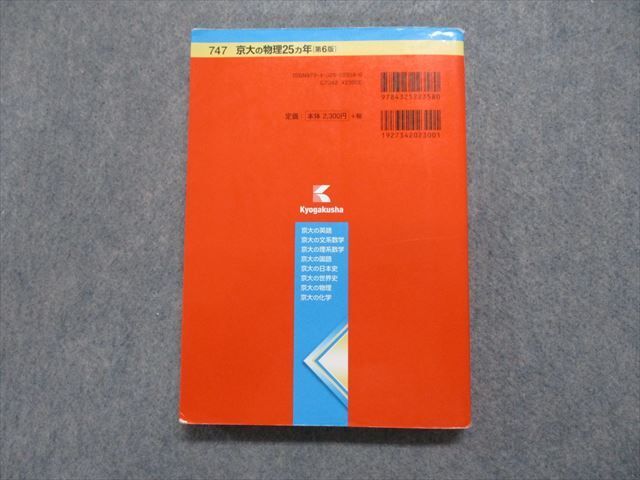 747 京大の物理25カ年[第6版]
9784325223580
定価：本体2,300円＋税
1927342023001
Kyogakusha
京大の英語
京大の文系数学
京大の理系数学
京大の国語
京大の日本史
京大の世界史
京大の物理
京大の化学